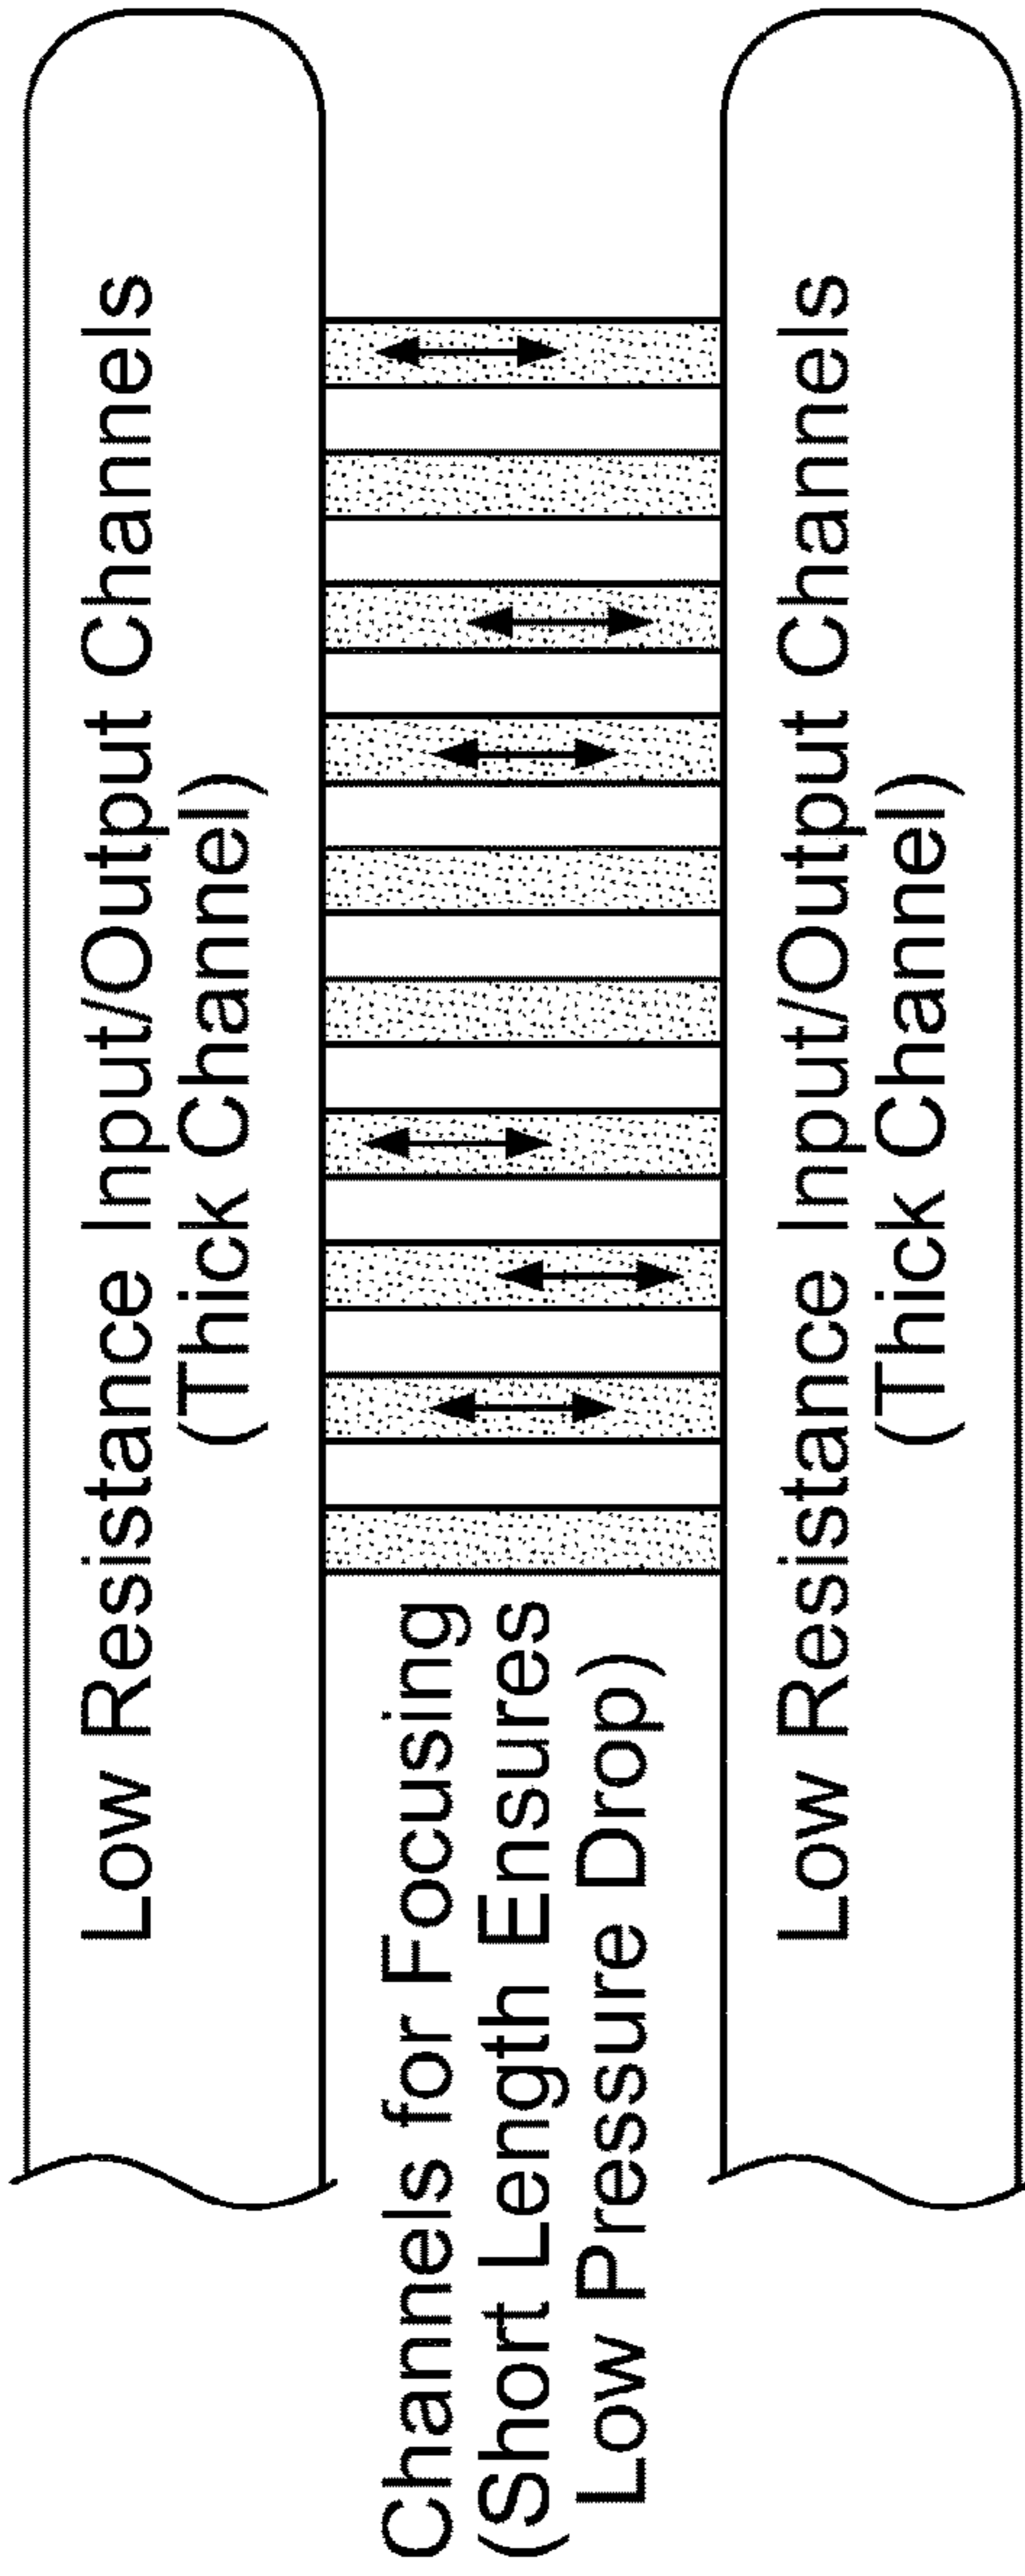 Low Resistance Input/Output Channels
(Thick Channel)
Channels for Focusing
(Short Length Ensures
Low Pressure Drop)
Low Resistance Input/Output Channels
(Thick Channel)